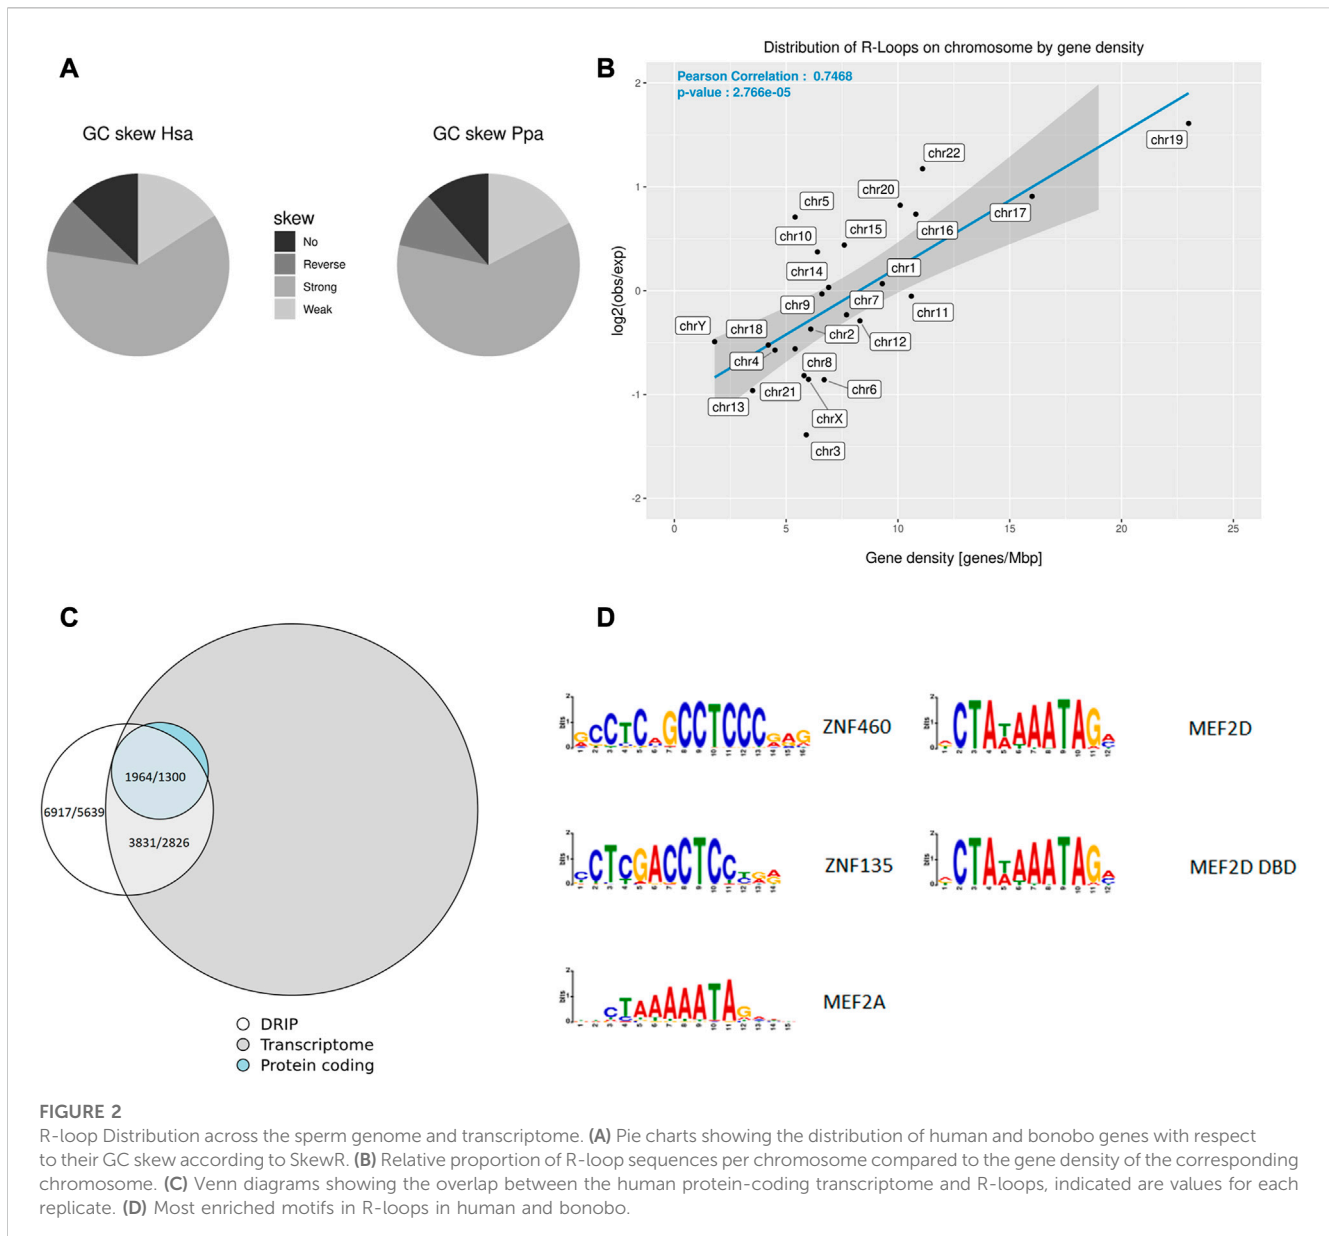 A
GC skew Hsa
GC skew Ppa
skew
No
Reverse
Strong
Weak
B
Distribution of R-Loops on chromosome by gene density
Pearson Correlation : 0.7468
p-value : 2.766e-05
log2(obs/exp)
2
1
0
-1
-2
chr19
chr22
chr20
chr5
chr17
chr10
chr15
chr16
chr14
chr1
chr9
chr7
chr11
chrY
chr18
chr2
chr12
chr4
chr8
chr21
chr6
chr13
chrX
chr3
0
5
10
15
20
25
Gene density [genes/Mbp]
C
1964/1300
6917/5639
3831/2826
DRIP
Transcriptome
Protein coding
D
ZNF460
MEF2D
ZNF135
MEF2D DBD
MEF2A
FIGURE 2
R-loop Distribution across the sperm genome and transcriptome. (A) Pie charts showing the distribution of human and bonobo genes with respect
to their GC skew according to SkewR. (B) Relative proportion of R-loop sequences per chromosome compared to the gene density of the corresponding
chromosome. (C) Venn diagrams showing the overlap between the human protein-coding transcriptome and R-loops, indicated are values for each
replicate. (D) Most enriched motifs in R-loops in human and bonobo.